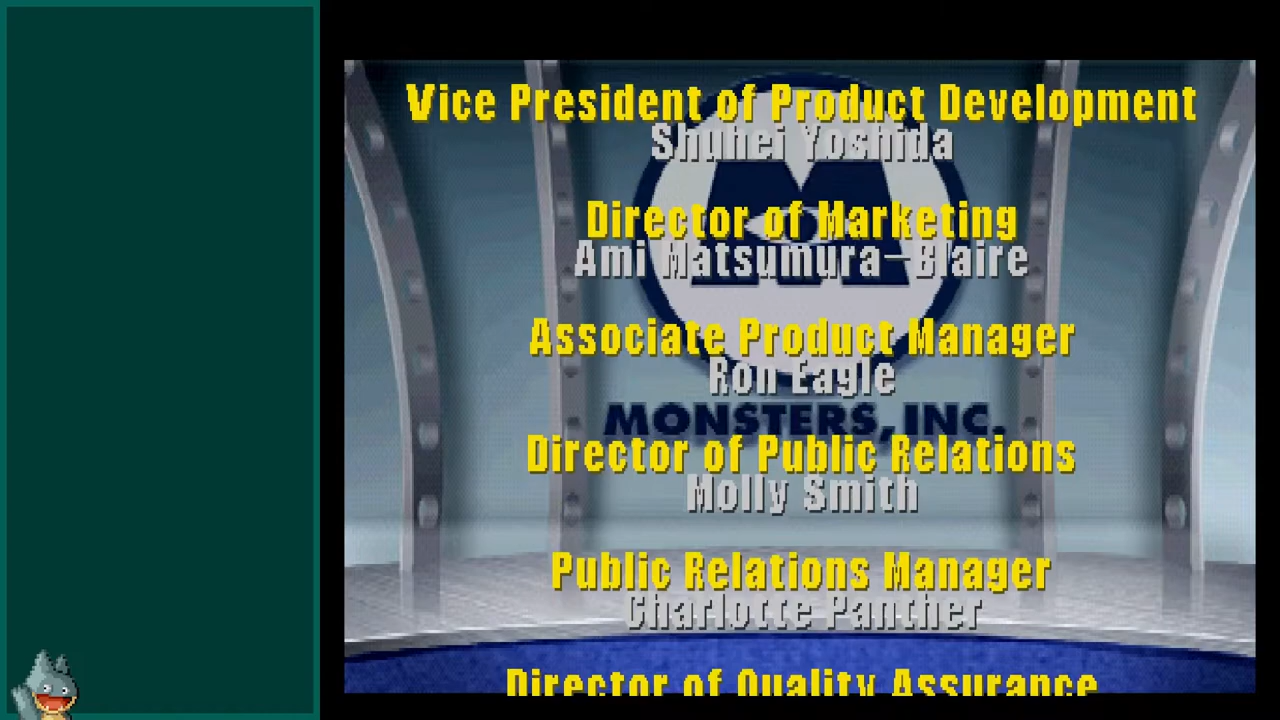 Vice President of Product Development
Shuhei Yoshida
Director of Marketing
Ami Matsumura-Blaire
Associate Product Manager
Ron Eagle
MONSTERS, INC.
Director of Public Relations
Molly Smith
Public Relations Manager
Charlotte Panther
Director of Quality Assurance